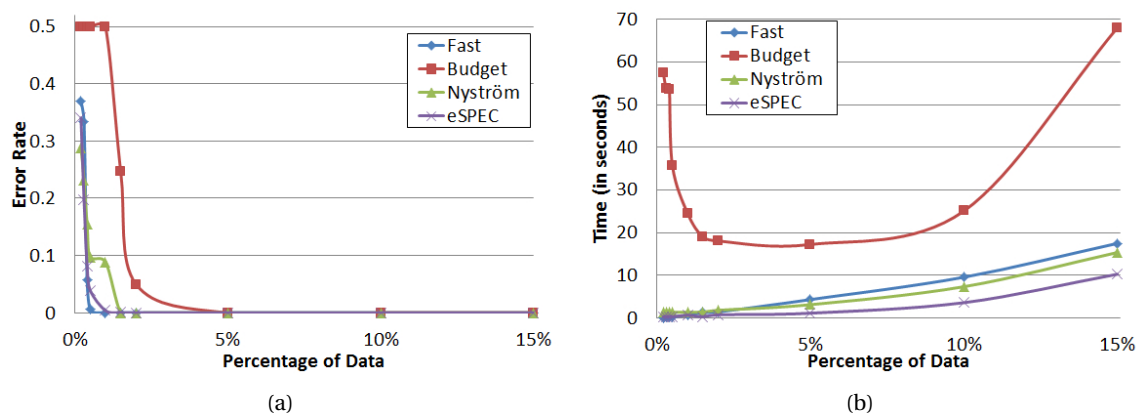 0.5
0.4
0.3
0.2
0.1
0
Error Rate
Fast
Budget
Nyström
eSPEC
0% 5% 10% 15%
Percentage of Data
(a)
70
60
50
40
30
20
10
0
Time (in seconds)
Fast
Budget
Nyström
eSPEC
0% 5% 10% 15%
Percentage of Data
(b)